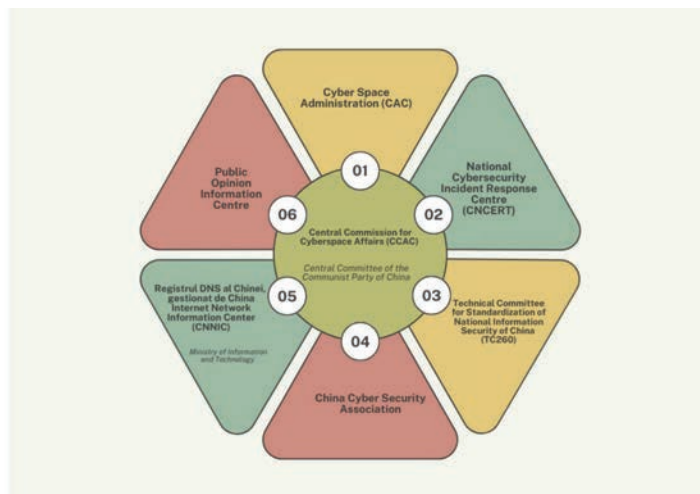 Cyber Space
Administration (CAC)
01
National
Cybersecurity
Incident Response
Centre
(CNCERT)
02
Technical Committee
for Standardization of
National Information
Security of China
(TC260)
03
China Cyber Security
Association
04
Registrul DNS al Chinei,
gestionat de China
Internet Network
Information Center
(CNNIC)
Ministry of Information
and Technology
05
Public
Opinion
Information
Centre
06
Central Commission for
Cyberspace Affairs (CCAC)
Central Committee of the
Communist Party of China